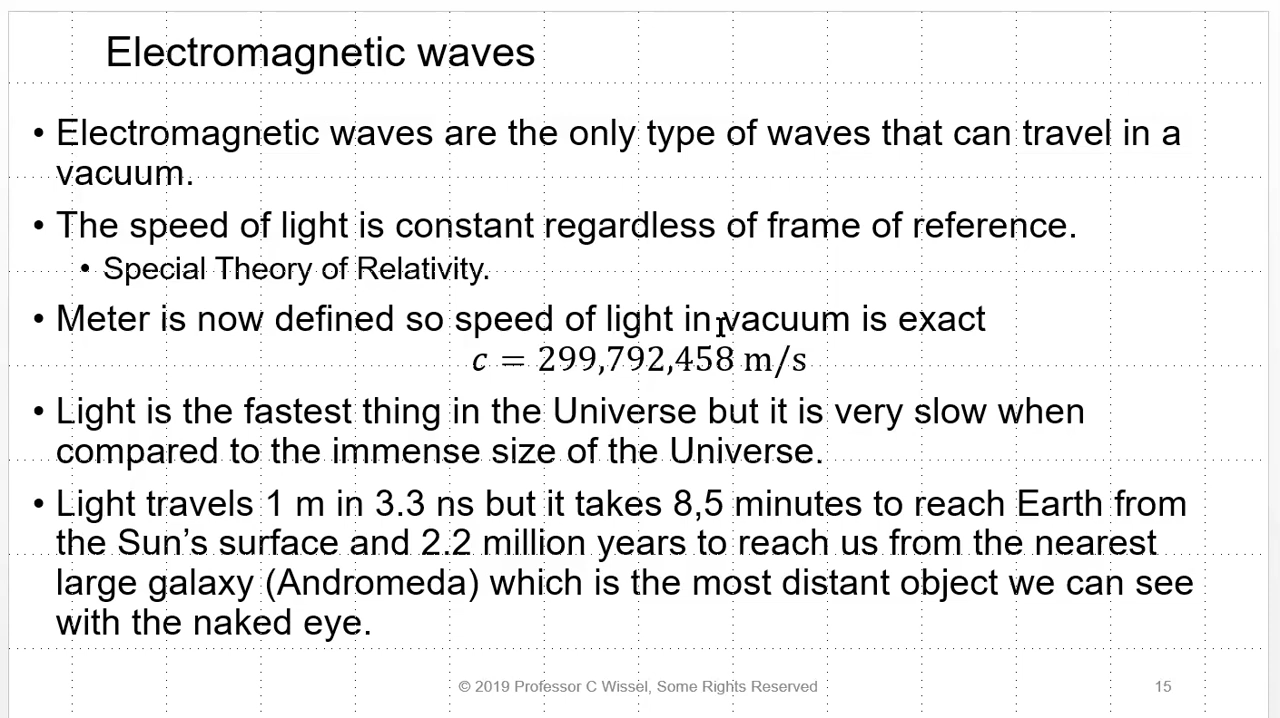 Electromagnetic waves
• Electromagnetic waves are the only type of waves that can travel in a
vacuum.
• The speed of light is constant regardless of frame of reference.
• Special Theory of Relativity.
• Meter is now defined so speed of light in vacuum is exact
c = 299,792,458 m/s
• Light is the fastest thing in the Universe but it is very slow when
compared to the immense size of the Universe.
• Light travels 1 m in 3.3 ns but it takes 8,5 minutes to reach Earth from
the Sun’s surface and 2.2 million years to reach us from the nearest
large galaxy (Andromeda) which is the most distant object we can see
with the naked eye.
© 2019 Professor C Wissel, Some Rights Reserved
15